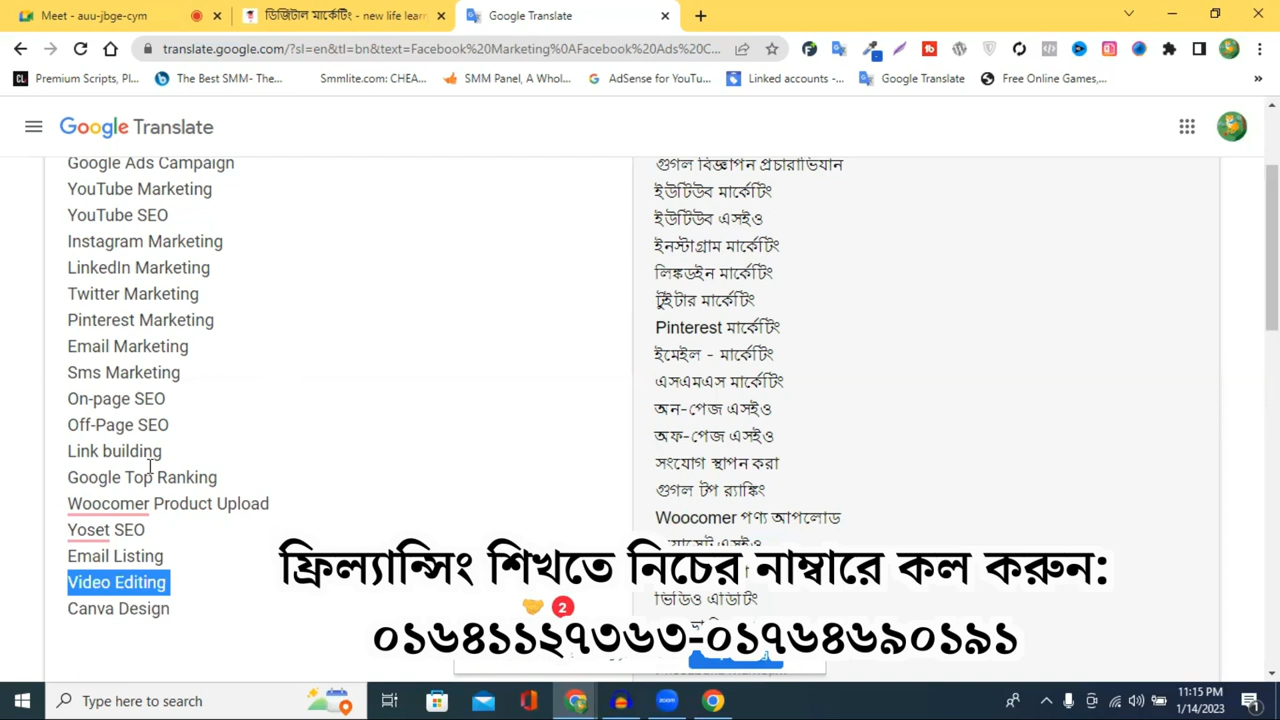 Meet - auu-jbge-cym
ডিজিটাল মার্কেটিং - new life lear
Google Translate
translate.google.com/?sl=en&tl=bn&text=Facebook%20Marketing%0AFacebook%20Ads%20C...
Premium Scripts, Pl...
The Best SMM- The...
Smmlite.com: CHEA...
SMM Panel, A Whol...
AdSense for YouTu...
Linked accounts -...
Google Translate
Free Online Games,...
Google Translate
Google Ads Campaign
YouTube Marketing
YouTube SEO
Instagram Marketing
LinkedIn Marketing
Twitter Marketing
Pinterest Marketing
Email Marketing
Sms Marketing
On-page SEO
Off-Page SEO
Link building
Google Top Ranking
Woocomer Product Upload
Yoset SEO
Email Listing
Video Editing
Canva Design
গুগল বিজ্ঞাপন প্রচারাভিযান
ইউটিউব মার্কেটিং
ইউটিউব এসইও
ইনস্টাগ্রাম মার্কেটিং
লিঙ্কডইন মার্কেটিং
টুইটার মার্কেটিং
Pinterest মার্কেটিং
ইমেইল - মার্কেটিং
এসএমএস মার্কেটিং
অন-পেজ এসইও
অফ-পেজ এসইও
সংযোগ স্থাপন করা
গুগল টপ র‌্যাঙ্কিং
Woocomer পণ্য আপলোড
এসইও
ভিডিও এডিটিং
ফ্রিল্যান্সিং শিখতে নিচের নাম্বারে কল করুন:
2
০১৬৪১১২৭৩৬৩-০১৭৬৪৬৯০১৯১
Type here to search
11:15 PM
1/14/2023